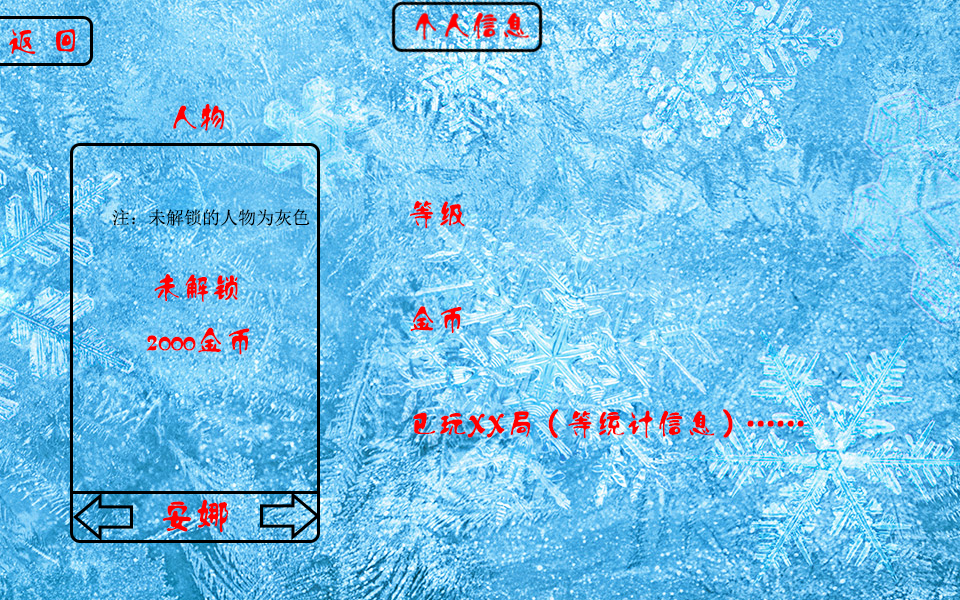 个人信息
返回
人物
注：未解锁的人物为灰色
未解锁
2000金币
安娜
等级
金币
已玩XX局（等统计信息）……